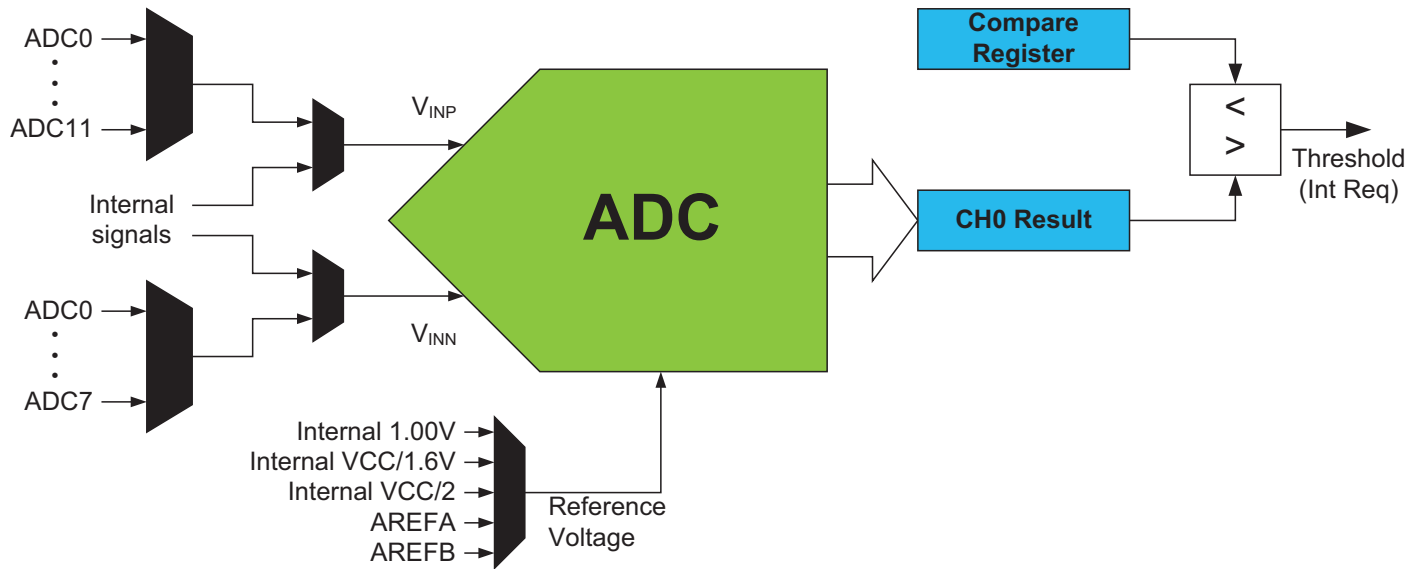 ADC0
•
•
•
ADC11
Internal
signals
ADC0
•
•
•
ADC7
VINP
VINN
ADC
Internal 1.00V
Internal VCC/1.6V
Internal VCC/2
AREFA
AREFB
Reference
Voltage
Compare
Register
CH0 Result
<
>
Threshold
(Int Req)